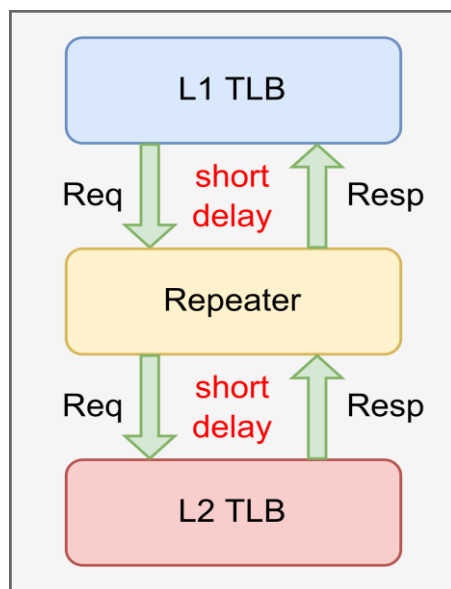 L1 TLB
Req
short
delay
Resp
Repeater
Req
short
delay
Resp
L2 TLB